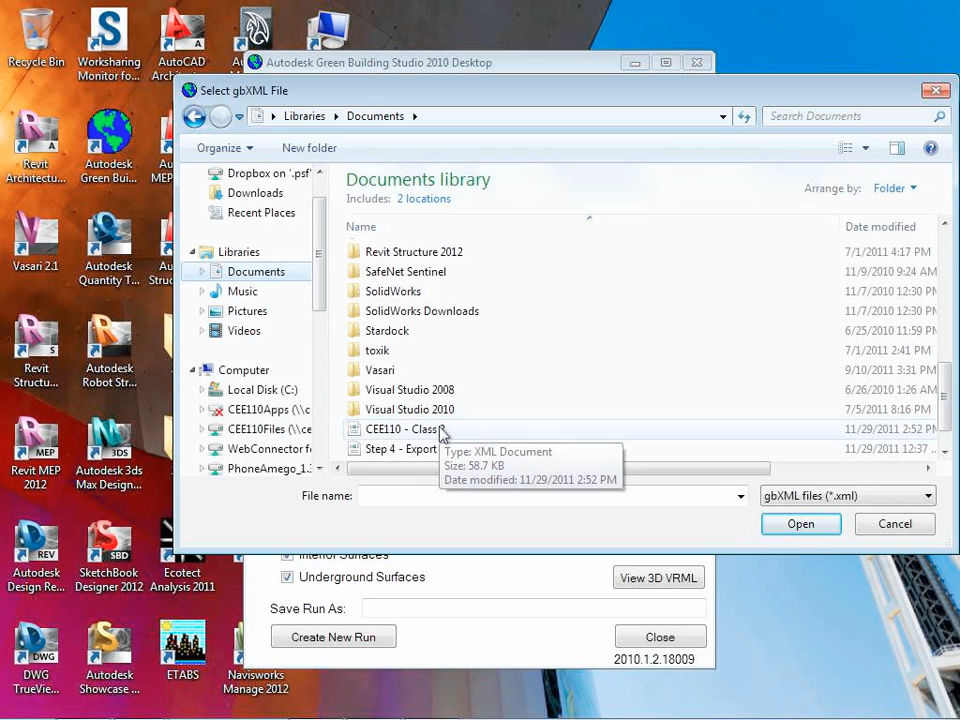 Recycle Bin
Worksharing
Monitor fo...
AutoCAD
Archit
Autodesk Green Building Studio 2010 Desktop
Select gbXML File
Libraries
Documents
Search Documents
Organize
New folder
Revit
Architectu...
Autodesk
Green Bui...
Dropbox on '.psf'
Downloads
Recent Places
Libraries
Documents
Music
Pictures
Videos
Computer
Local Disk (C:)
CEE110Apps (\\c
CEE110Files (\\ce
WebConnector fo
PhoneAmego_1.3
Documents library
Includes: 2 locations
Arrange by: Folder
Name
Date modified
Revit Structure 2012
7/1/2011 4:17 PM
SafeNet Sentinel
11/9/2010 9:24 AM
SolidWorks
11/7/2010 12:30 PM
SolidWorks Downloads
11/7/2010 12:30 PM
Stardock
6/25/2010 11:59 PM
toxik
7/1/2011 2:41 PM
Vasari
9/10/2011 3:31 PM
Visual Studio 2008
6/26/2010 1:26 AM
Visual Studio 2010
7/5/2011 8:16 PM
CEE110 - Class
11/29/2011 2:52 PM
Step 4 - Export
11/29/2011 12:37
Type: XML Document
Size: 58.7 KB
Date modified: 11/29/2011 2:52 PM
File name:
gbXML files (*.xml)
Open
Cancel
Vasari 2.1
Autodesk
Quantity T...
Revit
Structu...
Autodesk
Robot Str...
Revit MEP
2012
Autodesk 3ds
Max Design...
Autodesk
Design Re...
SketchBook
Designer 2012
Ecotect
Analysis 2011
DWG
TrueView...
Autodesk
Showcase ...
ETABS
Navisworks
Manage 2012
Interior Surfaces
Underground Surfaces
View 3D VRML
Save Run As:
Create New Run
Close
2010.1.2.18009